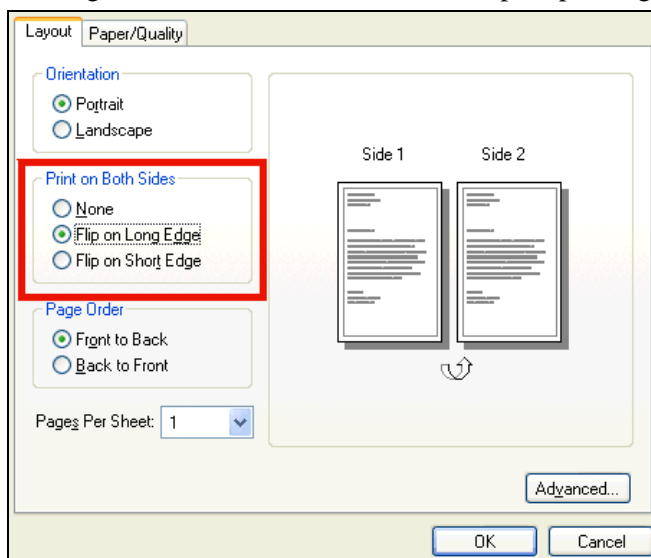 Layout Paper/Quality
Orientation
Portrait
Landscape
Side 1 Side 2
Print on Both Sides
None
Flip on Long Edge
Flip on Short Edge
Page Order
Front to Back
Back to Front
Pages Per Sheet: 1
Advanced...
OK Cancel